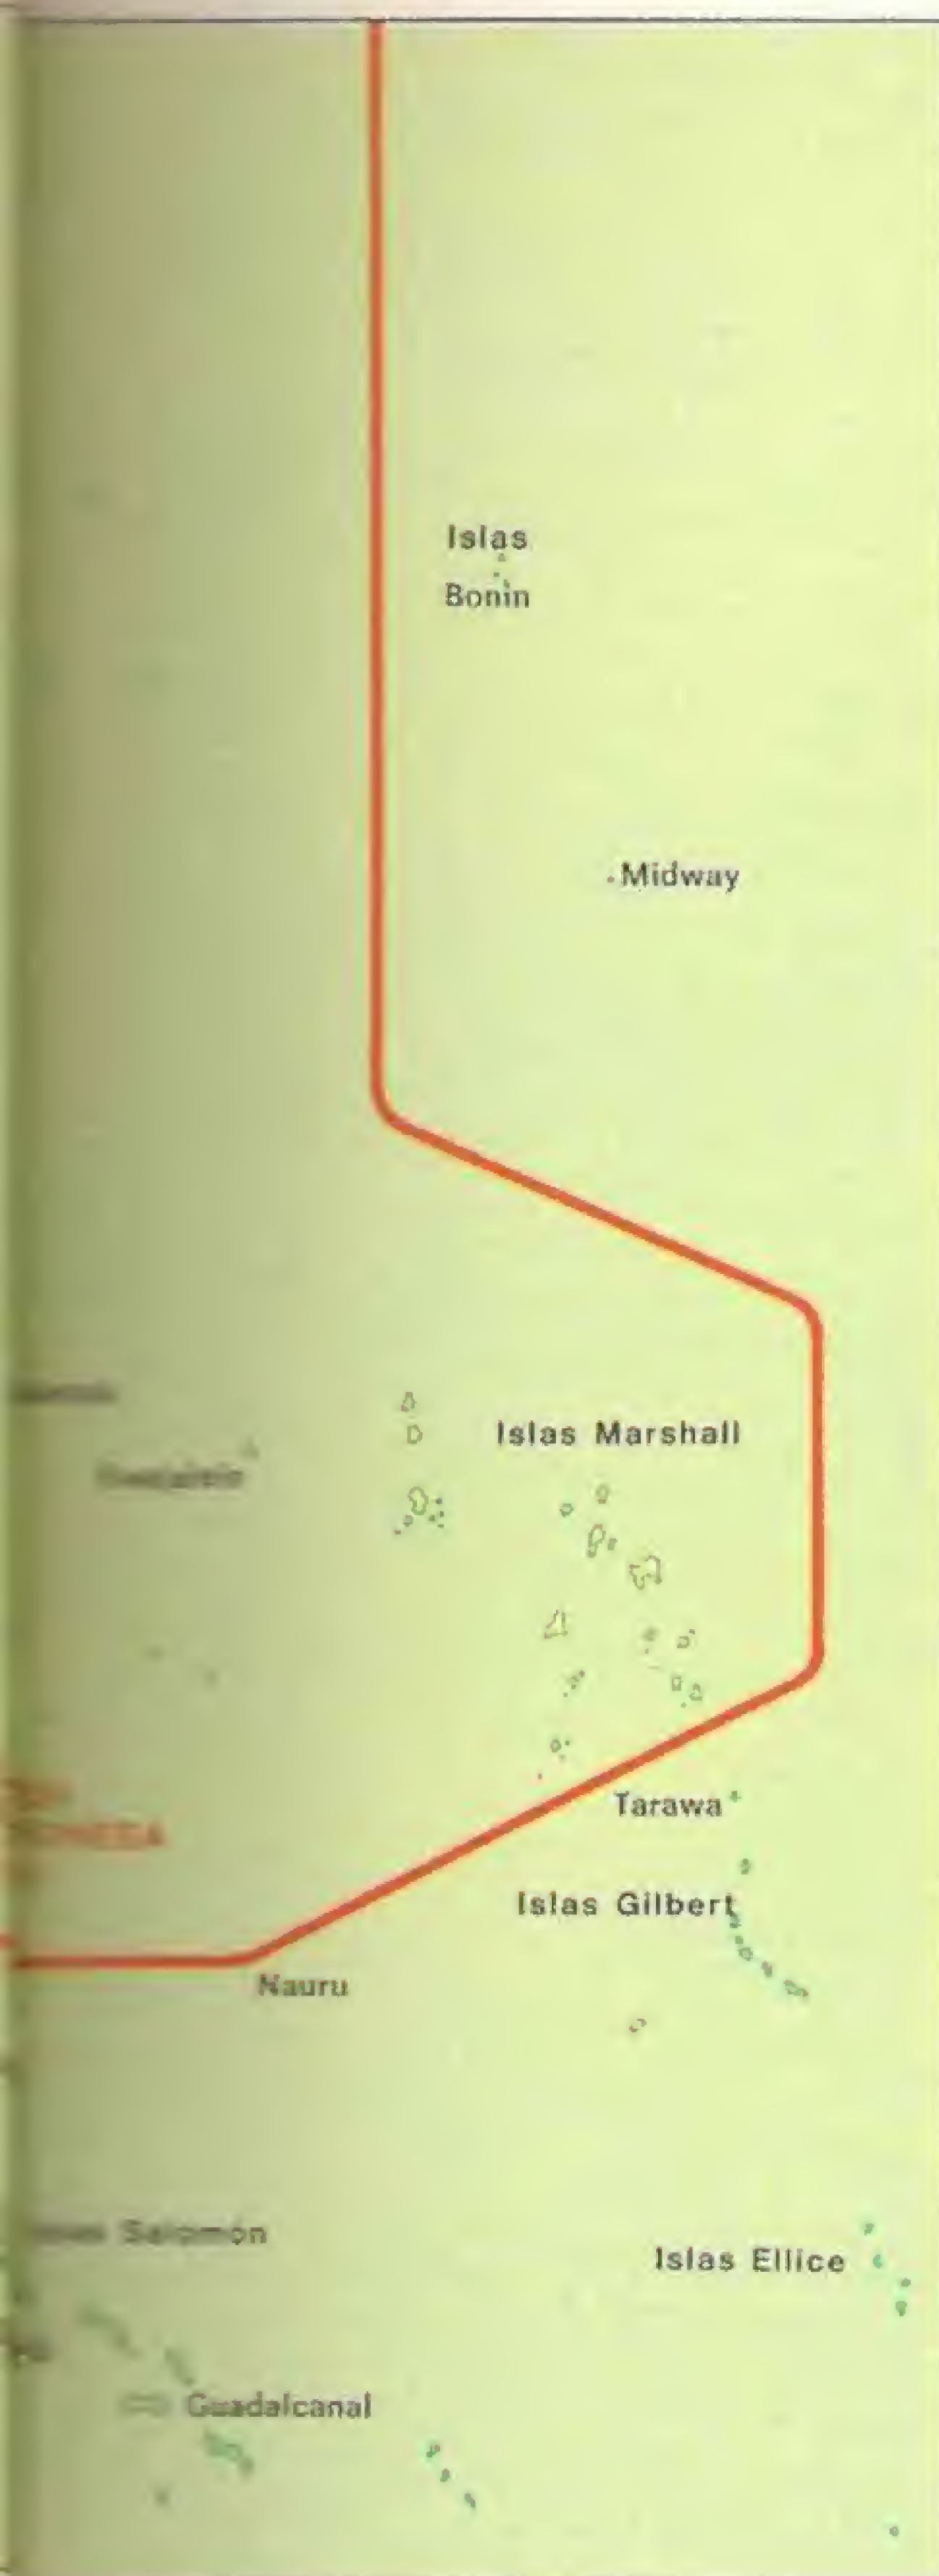 Islas
Bonin
Midway
Islas Marshall
Tarawa
Islas Gilbert
Nauru
Salomón
Islas Ellice
Guadalcanal